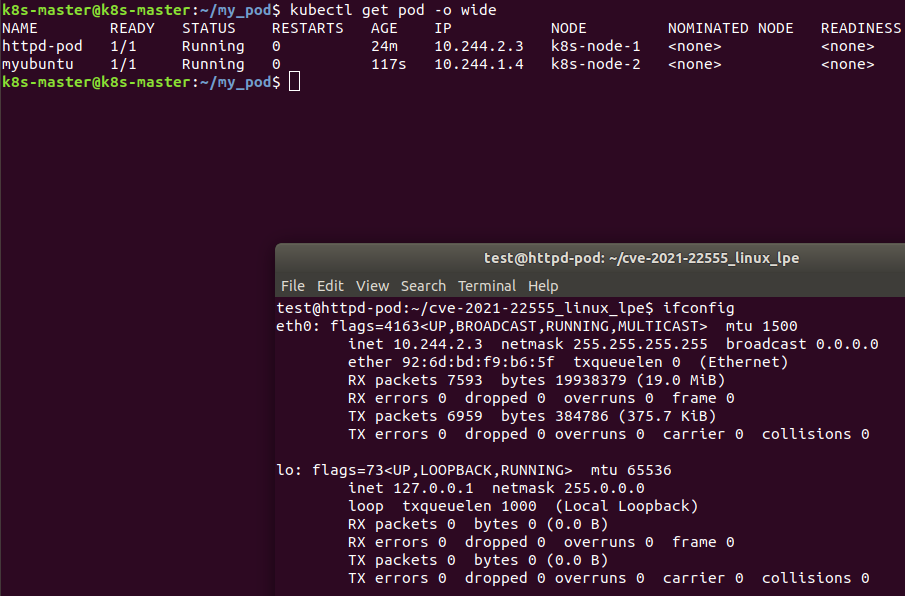 k8s-master@k8s-master:~/my_pod$ kubectl get pod -o wide
NAME READY STATUS RESTARTS AGE IP NODE NOMINATED NODE READINESS
httpd-pod 1/1 Running 0 24m 10.244.2.3 k8s-node-1 <none> <none>
myubuntu 1/1 Running 0 117s 10.244.1.4 k8s-node-2 <none> <none>
k8s-master@k8s-master:~/my_pod$
test@httpd-pod: ~/cve-2021-22555_linux_lpe
File Edit View Search Terminal Help
test@httpd-pod:~/cve-2021-22555_linux_lpe$ ifconfig
eth0: flags=4163<UP,BROADCAST,RUNNING,MULTICAST> mtu 1500
inet 10.244.2.3 netmask 255.255.255.255 broadcast 0.0.0.0
ether 92:6d:bd:f9:b6:5f txqueuelen 0 (Ethernet)
RX packets 7593 bytes 19938379 (19.0 MiB)
RX errors 0 dropped 0 overruns 0 frame 0
TX packets 6959 bytes 384786 (375.7 KiB)
TX errors 0 dropped 0 overruns 0 carrier 0 collisions 0
lo: flags=73<UP,LOOPBACK,RUNNING> mtu 65536
inet 127.0.0.1 netmask 255.0.0.0
loop txqueuelen 1000 (Local Loopback)
RX packets 0 bytes 0 (0.0 B)
RX errors 0 dropped 0 overruns 0 frame 0
TX packets 0 bytes 0 (0.0 B)
TX errors 0 dropped 0 overruns 0 carrier 0 collisions 0